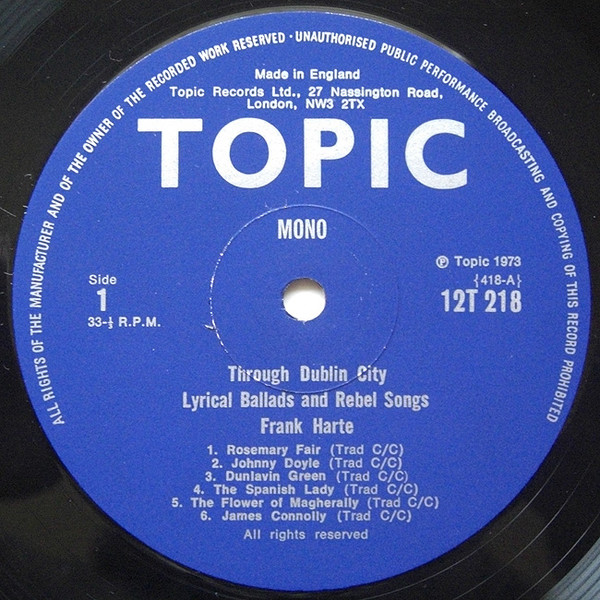 ALL RIGHTS OF THE MANUFACTURER AND OF THE OWNER OF THE RECORDED WORK RESERVED · UNAUTHORISED PUBLIC PERFORMANCE BROADCASTING AND COPYING OF THIS RECORD PROHIBITED
Made in England
Topic Records Ltd., 27 Nassington Road,
London, NW3 2TX
TOPIC
MONO
Side
1
33-⅓ R.P.M.
℗ Topic 1973
{418-A}
12T 218
Through Dublin City
Lyrical Ballads and Rebel Songs
Frank Harte
1. Rosemary Fair (Trad C/C)
2. Johnny Doyle (Trad C/C)
3. Dunlavin Green (Trad C/C)
4. The Spanish Lady (Trad C/C)
5. The Flower of Magherally (Trad C/C)
6. James Connolly (Trad C/C)
All rights reserved